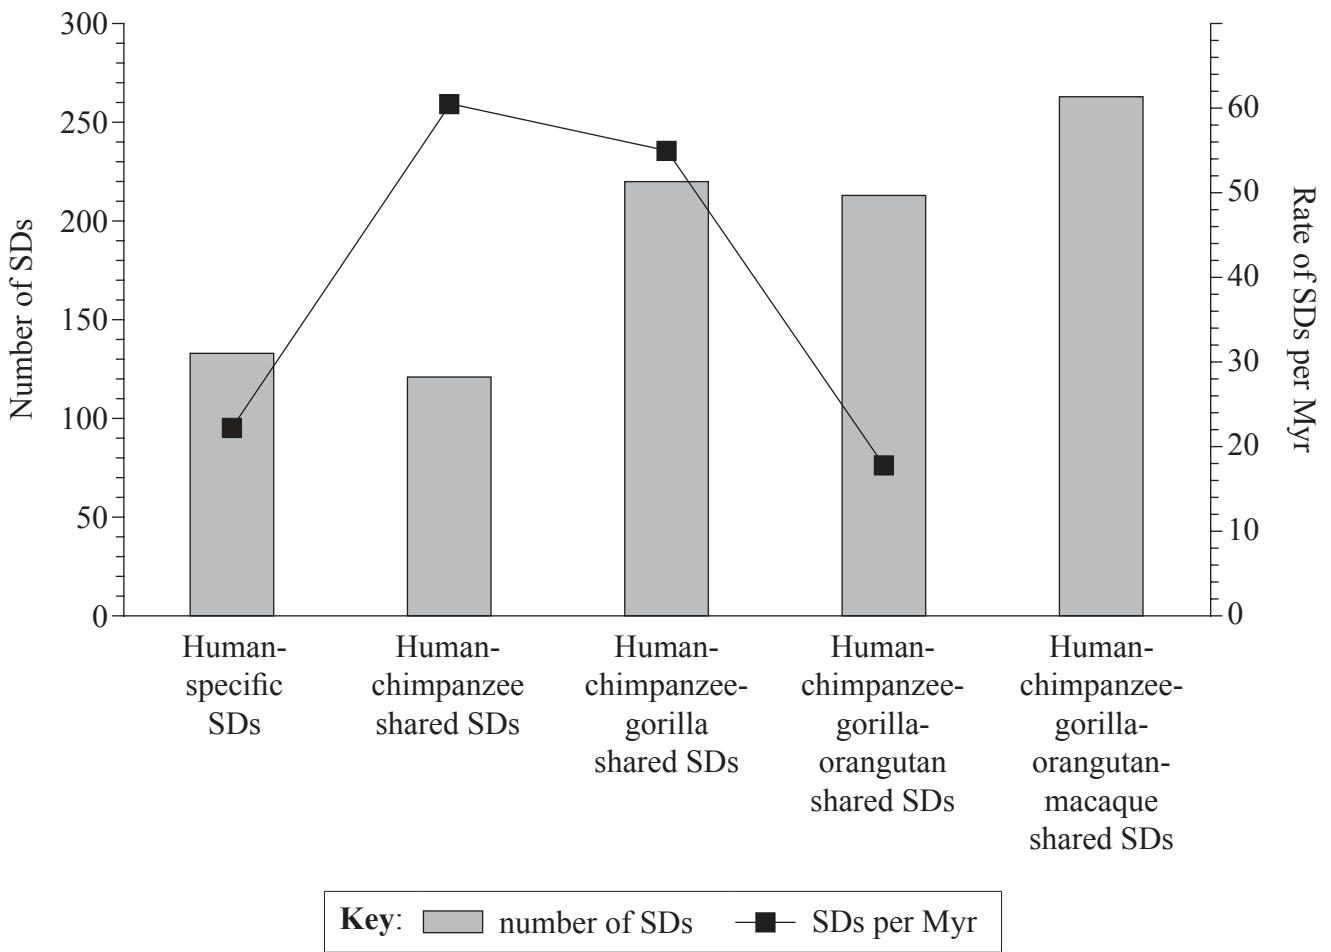 Number of SDs
300
250
200
150
100
50
0
60
50
40
30
20
10
0
Rate of SDs per Myr
Human-
specific
SDs
Human-
chimpanzee
shared SDs
Human-
chimpanzee-
gorilla
shared SDs
Human-
chimpanzee-
gorilla-
orangutan
shared SDs
Human-
chimpanzee-
gorilla-
orangutan-
macaque
shared SDs
Key: number of SDs SDs per Myr